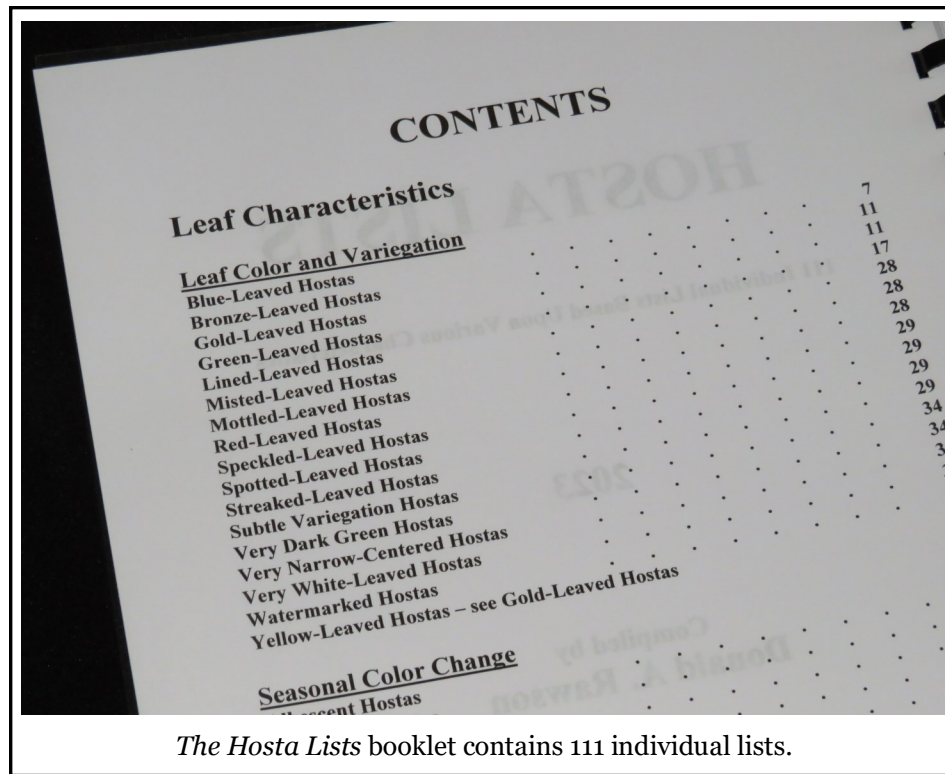 CONTENTS
Leaf Characteristics
Leaf Color and Variegation
Blue-Leaved Hostas . . . . . . . 7
Bronze-Leaved Hostas . . . . . . . 11
Gold-Leaved Hostas . . . . . . . 11
Green-Leaved Hostas . . . . . . . 17
Lined-Leaved Hostas . . . . . . . 28
Misted-Leaved Hostas . . . . . . . 28
Mottled-Leaved Hostas . . . . . . . 28
Red-Leaved Hostas . . . . . . . 29
Speckled-Leaved Hostas . . . . . . . 29
Spotted-Leaved Hostas . . . . . . . 29
Streaked-Leaved Hostas . . . . . . . 29
Subtle Variegation Hostas . . . . . . . 34
Very Dark Green Hostas . . . . . . . 34
Very Narrow-Centered Hostas
Very White-Leaved Hostas
Watermarked Hostas
Yellow-Leaved Hostas – see Gold-Leaved Hostas
Seasonal Color Change
Hostas
The Hosta Lists booklet contains 111 individual lists.